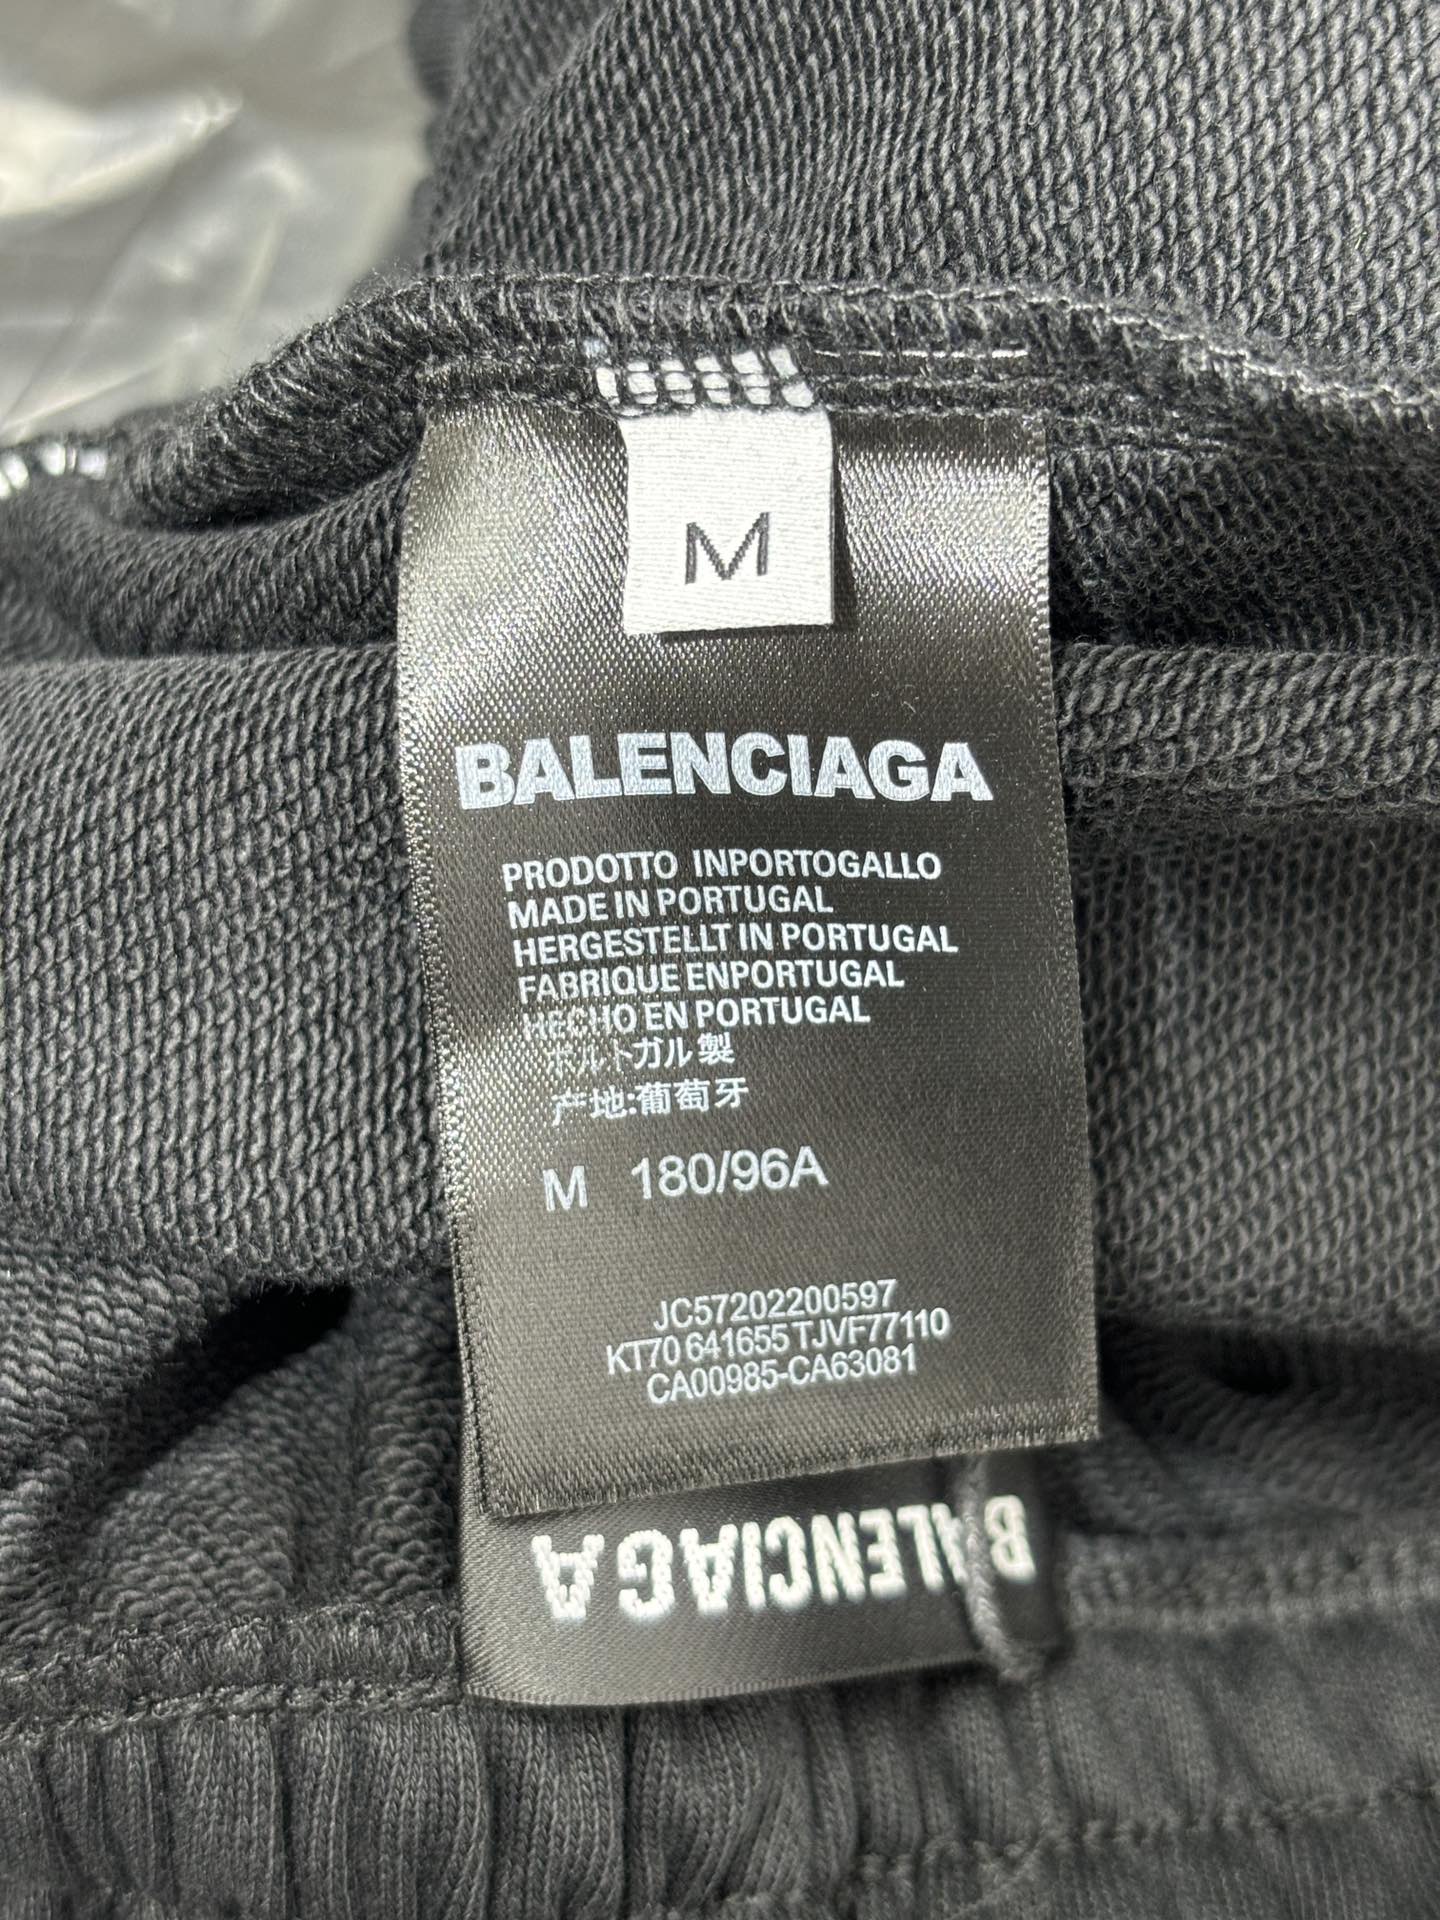 M
BALENCIAGA
PRODOTTO INPORTOGALLO
MADE IN PORTUGAL
HERGESTELLT IN PORTUGAL
FABRIQUE ENPORTUGAL
HECHO EN PORTUGAL
ポルトガル製
产地:葡萄牙
M 180/96A
JC57202200597
KT70 641655 TJVF77110
CA00985-CA63081
BALENCIAGA